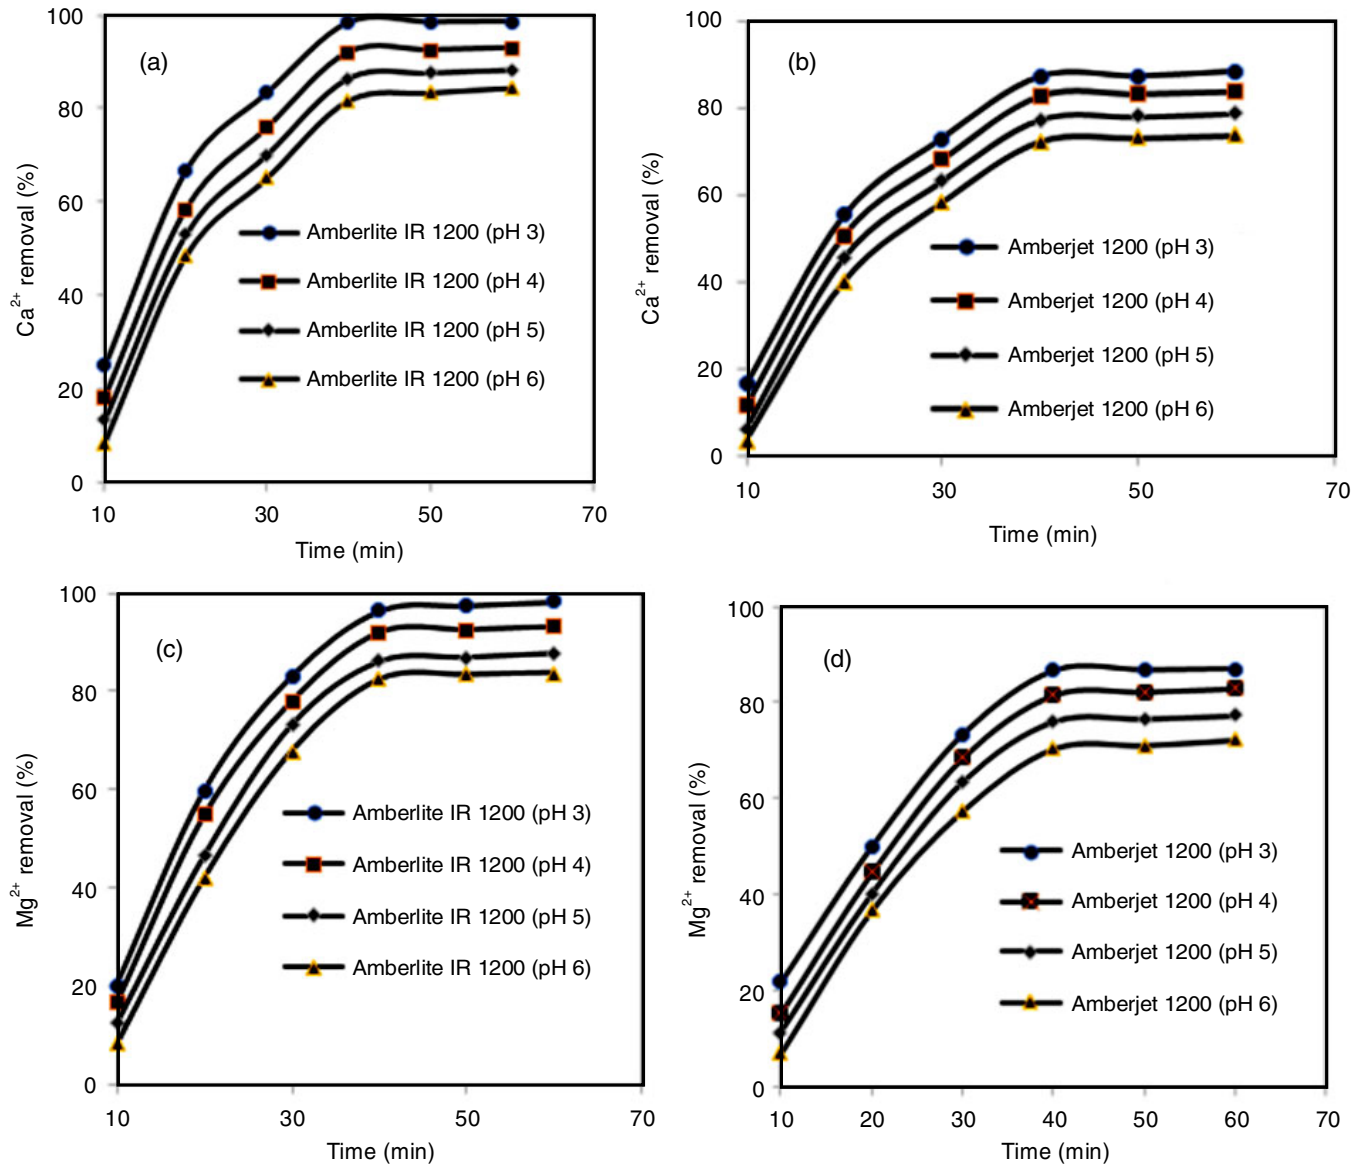 100
80
60
40
20
0
Ca²⁺ removal (%)
(a)
Amberlite IR 1200 (pH 3)
Amberlite IR 1200 (pH 4)
Amberlite IR 1200 (pH 5)
Amberlite IR 1200 (pH 6)
10 30 50 70
Time (min)
100
80
60
40
20
0
Ca²⁺ removal (%)
(b)
Amberjet 1200 (pH 3)
Amberjet 1200 (pH 4)
Amberjet 1200 (pH 5)
Amberjet 1200 (pH 6)
10 30 50 70
Time (min)
100
80
60
40
20
0
Mg²⁺ removal (%)
(c)
Amberlite IR 1200 (pH 3)
Amberlite IR 1200 (pH 4)
Amberlite IR 1200 (pH 5)
Amberlite IR 1200 (pH 6)
10 30 50 70
Time (min)
100
80
60
40
20
0
Mg²⁺ removal (%)
(d)
Amberjet 1200 (pH 3)
Amberjet 1200 (pH 4)
Amberjet 1200 (pH 5)
Amberjet 1200 (pH 6)
10 20 30 40 50 60 70
Time (min)